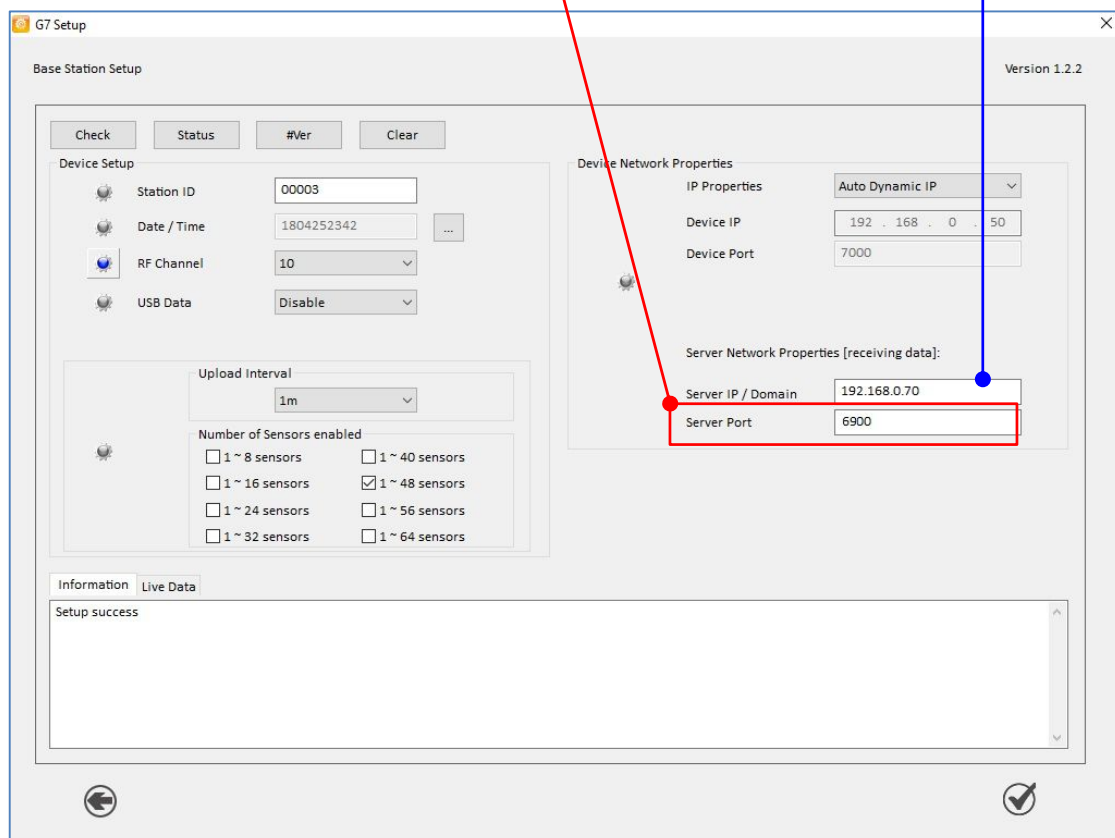 G7 Setup
Base Station Setup
Version 1.2.2
Check Status #Ver Clear
Device Setup
Station ID 00003
Date / Time 1804252342 ...
RF Channel 10
USB Data Disable
Upload Interval
1m
Number of Sensors enabled
1 ~ 8 sensors 1 ~ 40 sensors
1 ~ 16 sensors 1 ~ 48 sensors
1 ~ 24 sensors 1 ~ 56 sensors
1 ~ 32 sensors 1 ~ 64 sensors
Device Network Properties
IP Properties Auto Dynamic IP
Device IP 192 . 168 . 0 . 50
Device Port 7000
Server Network Properties [receiving data]:
Server IP / Domain 192.168.0.70
Server Port 6900
Information Live Data
Setup success